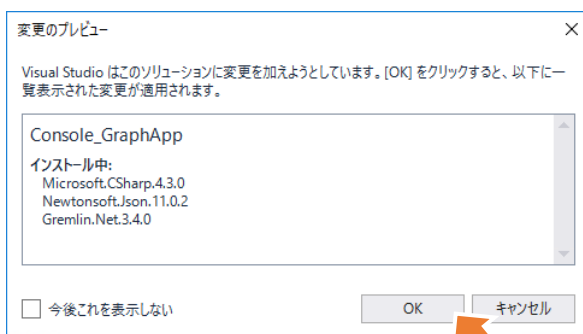 変更のプレビュー
Visual Studio はこのソリューションに変更を加えようとしています。[OK] をクリックすると、以下に一
覧表示された変更が適用されます。
Console_GraphApp
インストール中:
Microsoft.CSharp.4.3.0
Newtonsoft.Json.11.0.2
Gremlin.Net.3.4.0
今後これを表示しない
OK
キャンセル